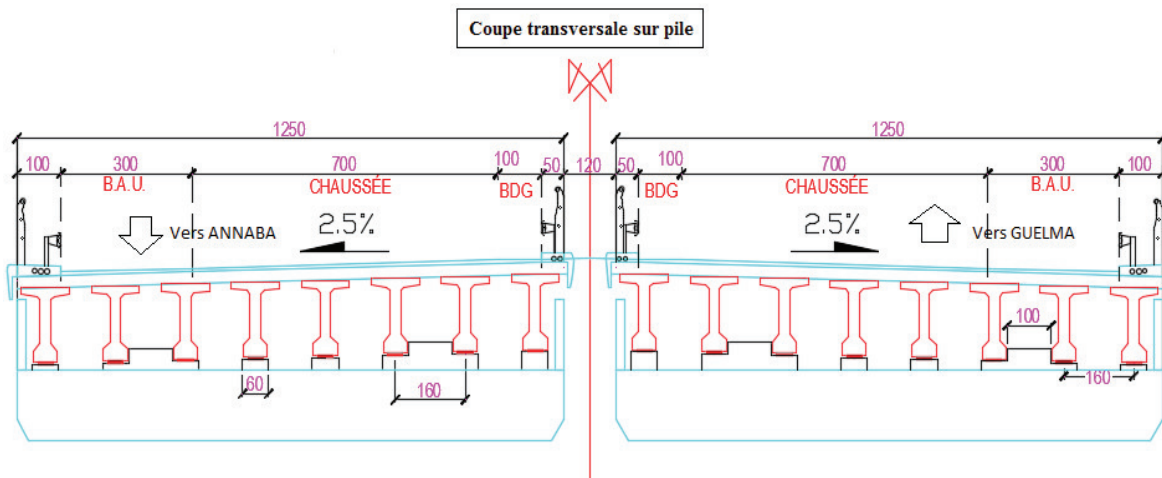 Coupe transversale sur pile
1250 1250
100 300 700 100 50 120 50 100 700 300 100
B.A.U. CHAUSSÉE BDG BDG CHAUSSÉE B.A.U.
Vers ANNABA 2.5% 2.5% Vers GUELMA
100
60 160 160